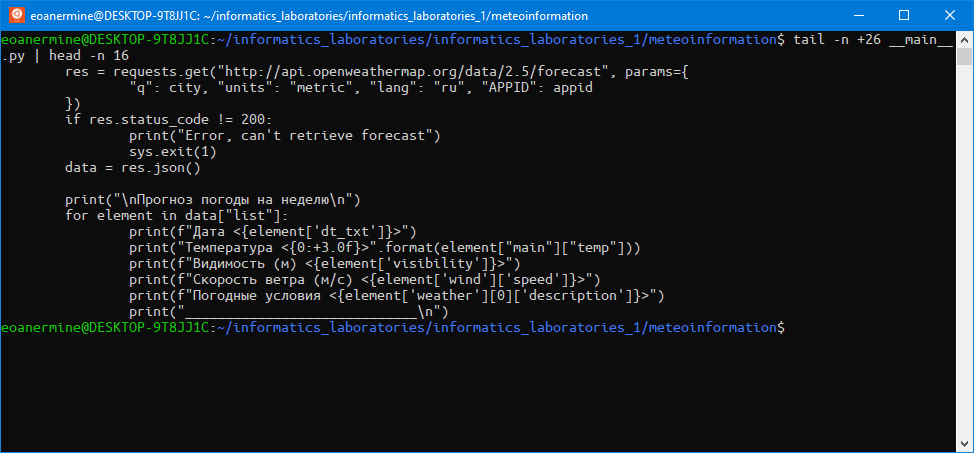 eoanermine@DESKTOP-9T8JJ1C: ~/informatics_laboratories/informatics_laboratories_1/meteoinformation
eoanermine@DESKTOP-9T8JJ1C:~/informatics_laboratories/informatics_laboratories_1/meteoinformation$ tail -n +26 __main__
.py | head -n 16
        res = requests.get("http://api.openweathermap.org/data/2.5/forecast", params={
                "q": city, "units": "metric", "lang": "ru", "APPID": appid
        })
        if res.status_code != 200:
                print("Error, can't retrieve forecast")
                sys.exit(1)
        data = res.json()

        print("\nПрогноз погоды на неделю\n")
        for element in data["list"]:
                print(f"Дата <{element['dt_txt']}>")
                print("Температура <{0:+3.0f}>".format(element["main"]["temp"]))
                print(f"Видимость (м) <{element['visibility']}>")
                print(f"Скорость ветра (м/с) <{element['wind']['speed']}>")
                print(f"Погодные условия <{element['weather'][0]['description']}>")
                print("_____________________________\n")
eoanermine@DESKTOP-9T8JJ1C:~/informatics_laboratories/informatics_laboratories_1/meteoinformation$